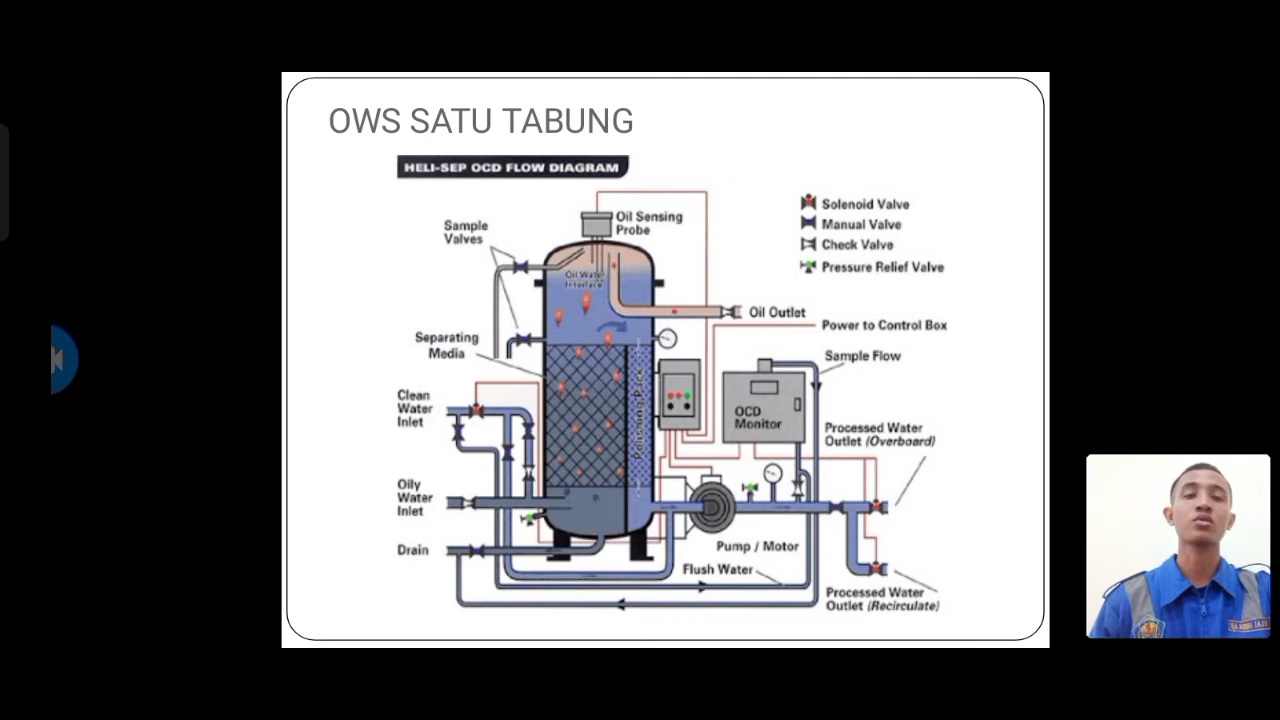 OWS SATU TABUNG
HELI-SEP OCD FLOW DIAGRAM
Solenoid Valve
Manual Valve
Check Valve
Pressure Relief Valve
Sample
Valves
Oil Sensing
Probe
Oil Water
Interface
Oil Outlet
Power to Control Box
Separating
Media
Sample Flow
Polishing Pack
Clean
Water
Inlet
OCD
Monitor
Processed Water
Outlet (Overboard)
Oily
Water
Inlet
Drain
Pump / Motor
Flush Water
Processed Water
Outlet (Recirculate)